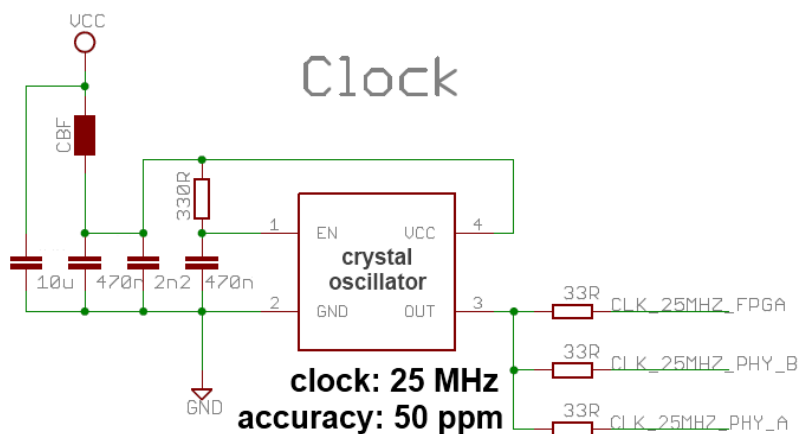 VCC
Clock
CBF
330R
1 EN VCC 4
crystal
oscillator
10u 470n 2n2 470n
2 GND OUT 3
33R CLK_25MHZ_FPGA
33R CLK_25MHZ_PHY_B
33R CLK_25MHZ_PHY_A
GND
clock: 25 MHz
accuracy: 50 ppm